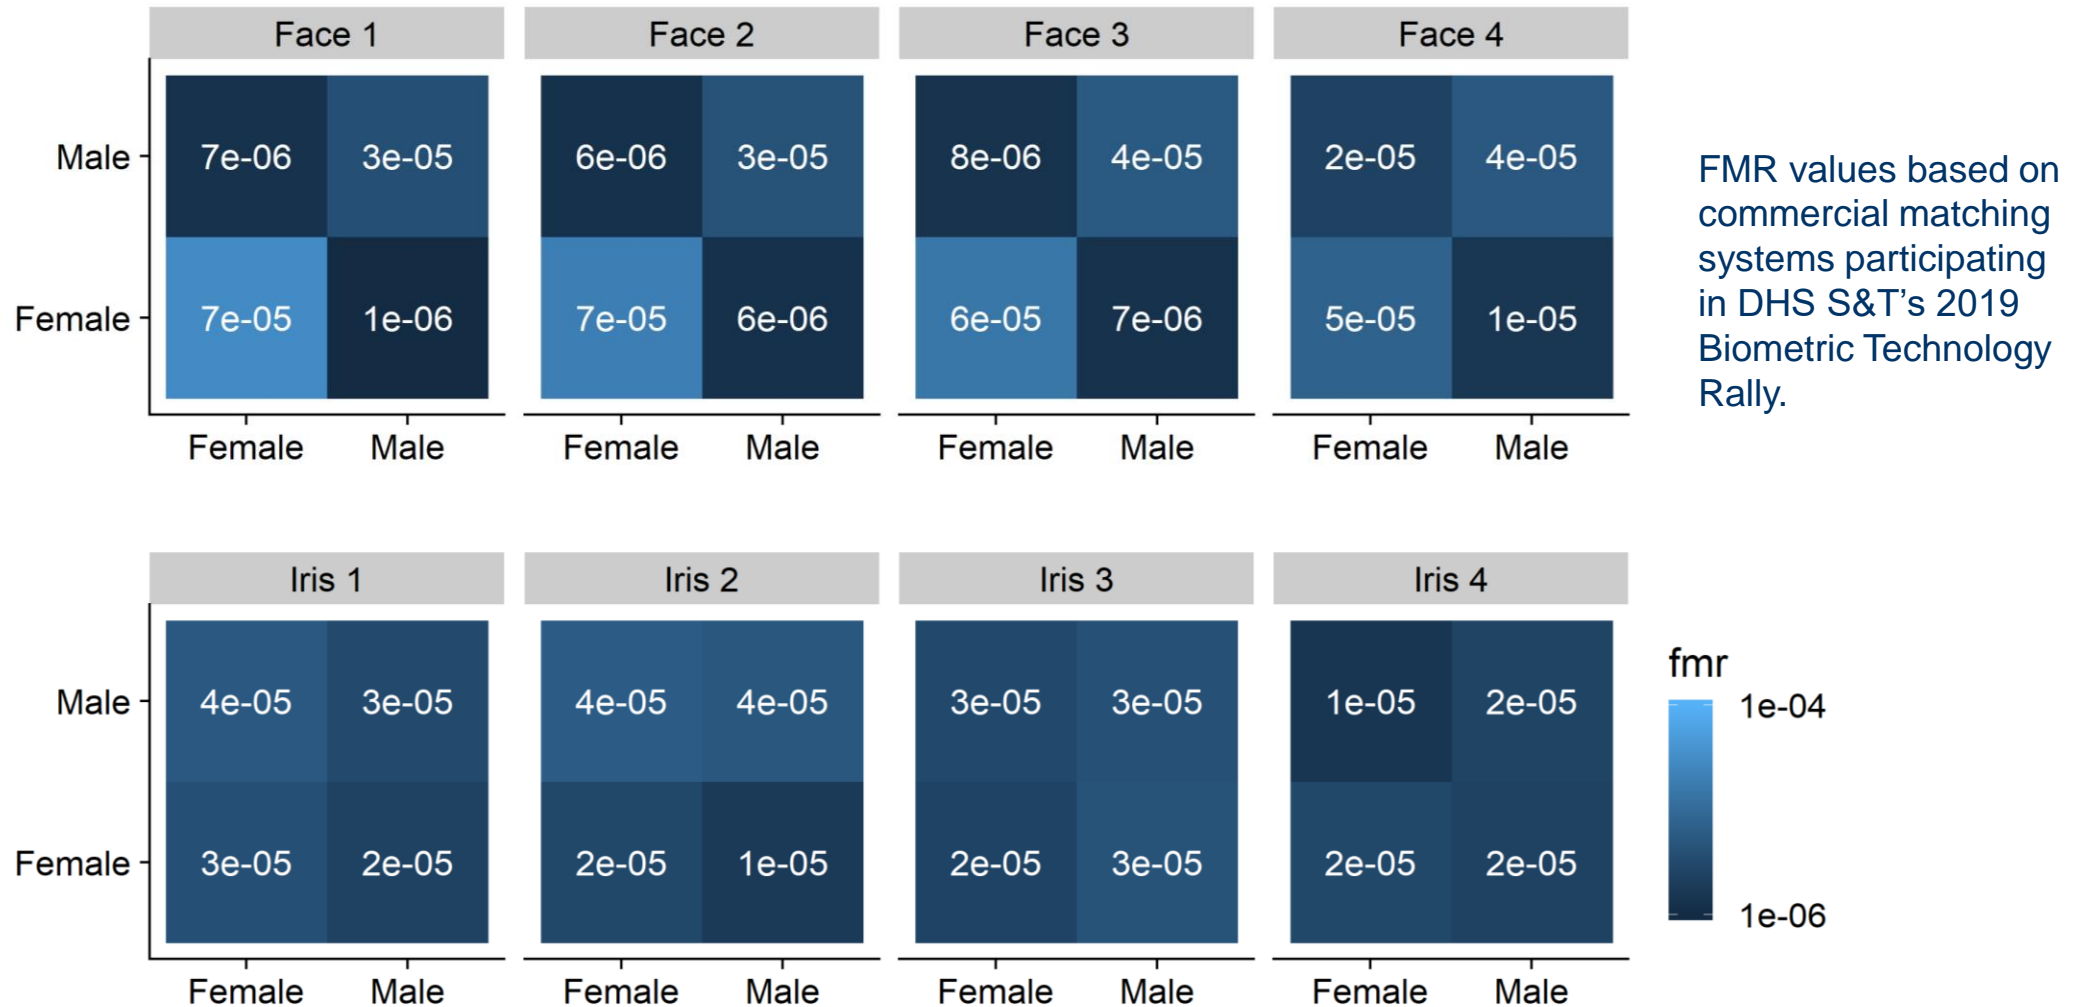 Face 1 Face 2 Face 3 Face 4
Male 7e-06 3e-05 6e-06 3e-05 8e-06 4e-05 2e-05 4e-05
Female 7e-05 1e-06 7e-05 6e-06 6e-05 7e-06 5e-05 1e-05
Female Male Female Male Female Male Female Male
FMR values based on
commercial matching
systems participating
in DHS S&T’s 2019
Biometric Technology
Rally.
Iris 1 Iris 2 Iris 3 Iris 4
Male 4e-05 3e-05 4e-05 4e-05 3e-05 3e-05 1e-05 2e-05
Female 3e-05 2e-05 2e-05 1e-05 2e-05 3e-05 2e-05 2e-05
Female Male Female Male Female Male Female Male
fmr
1e-04
1e-06